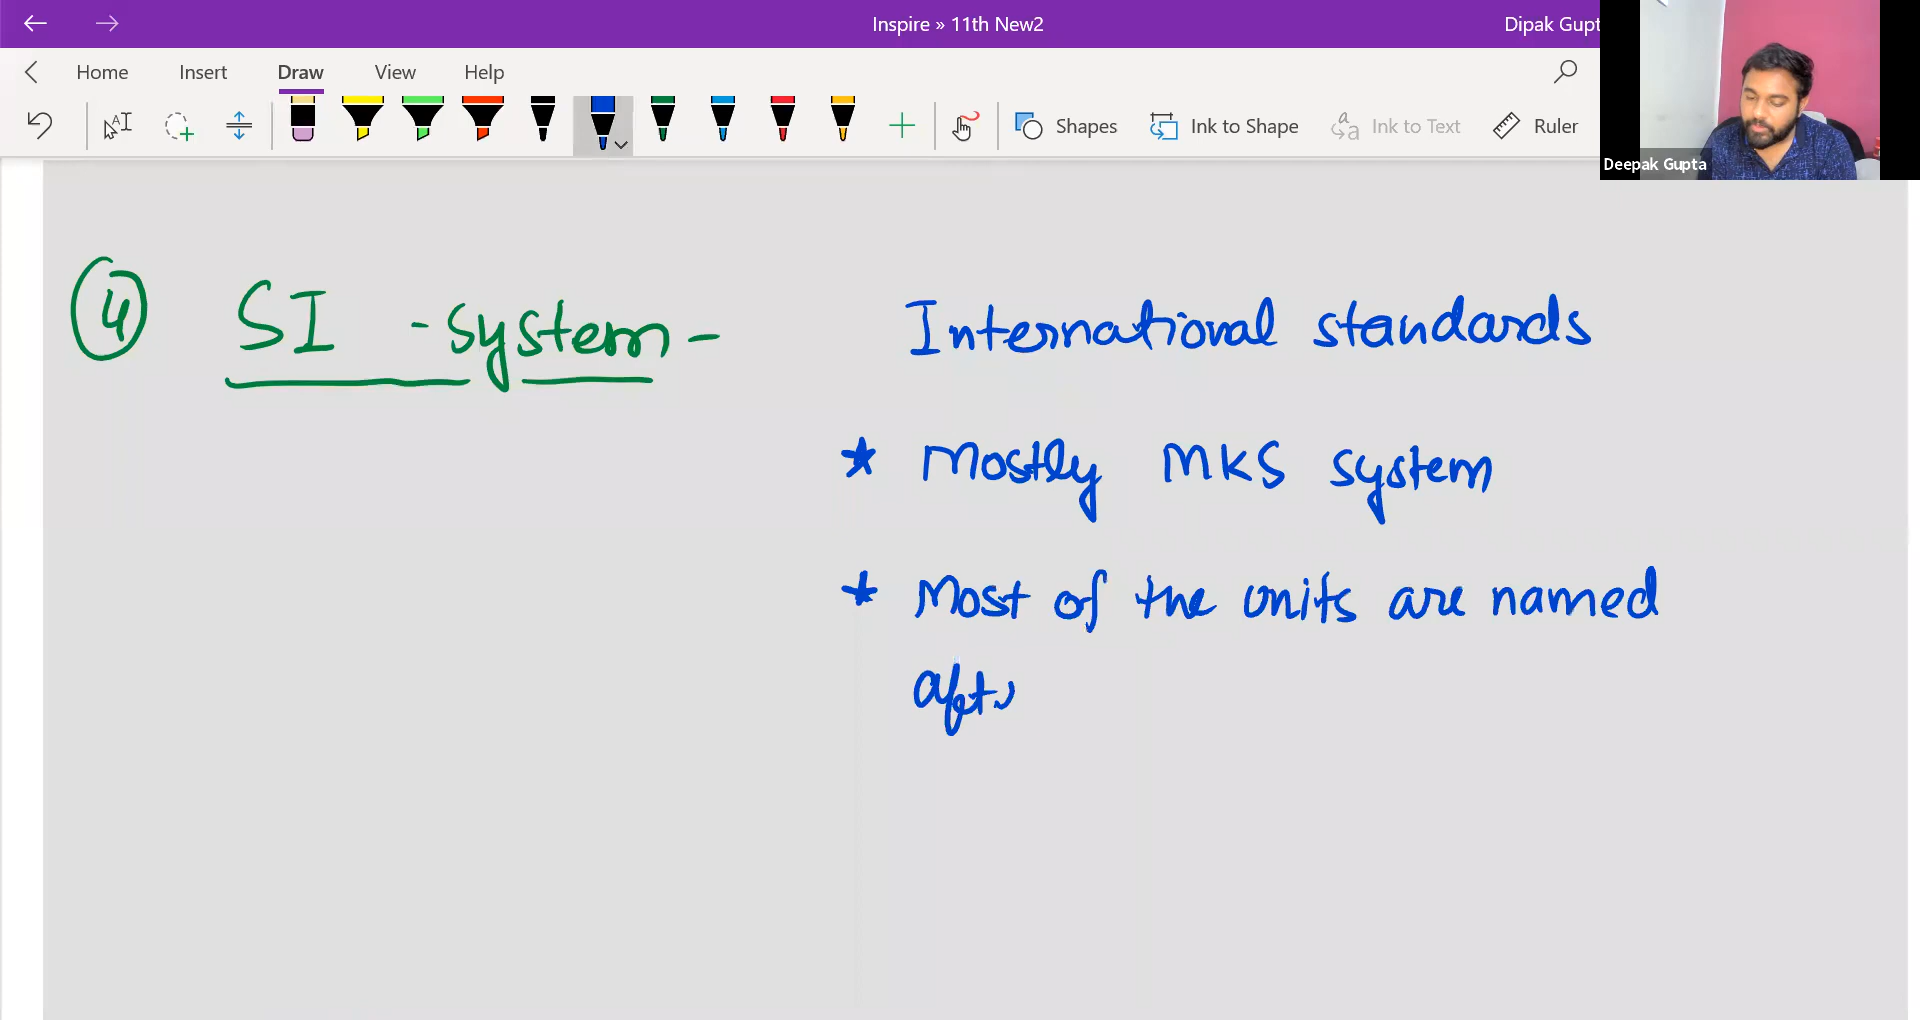 Inspire » 11th New2
Dipak Gupt
Home Insert Draw View Help
Shapes Ink to Shape Ink to Text Ruler
Deepak Gupta
4 SI - system - International standards
* Mostly MKS system
* Most of the units are named